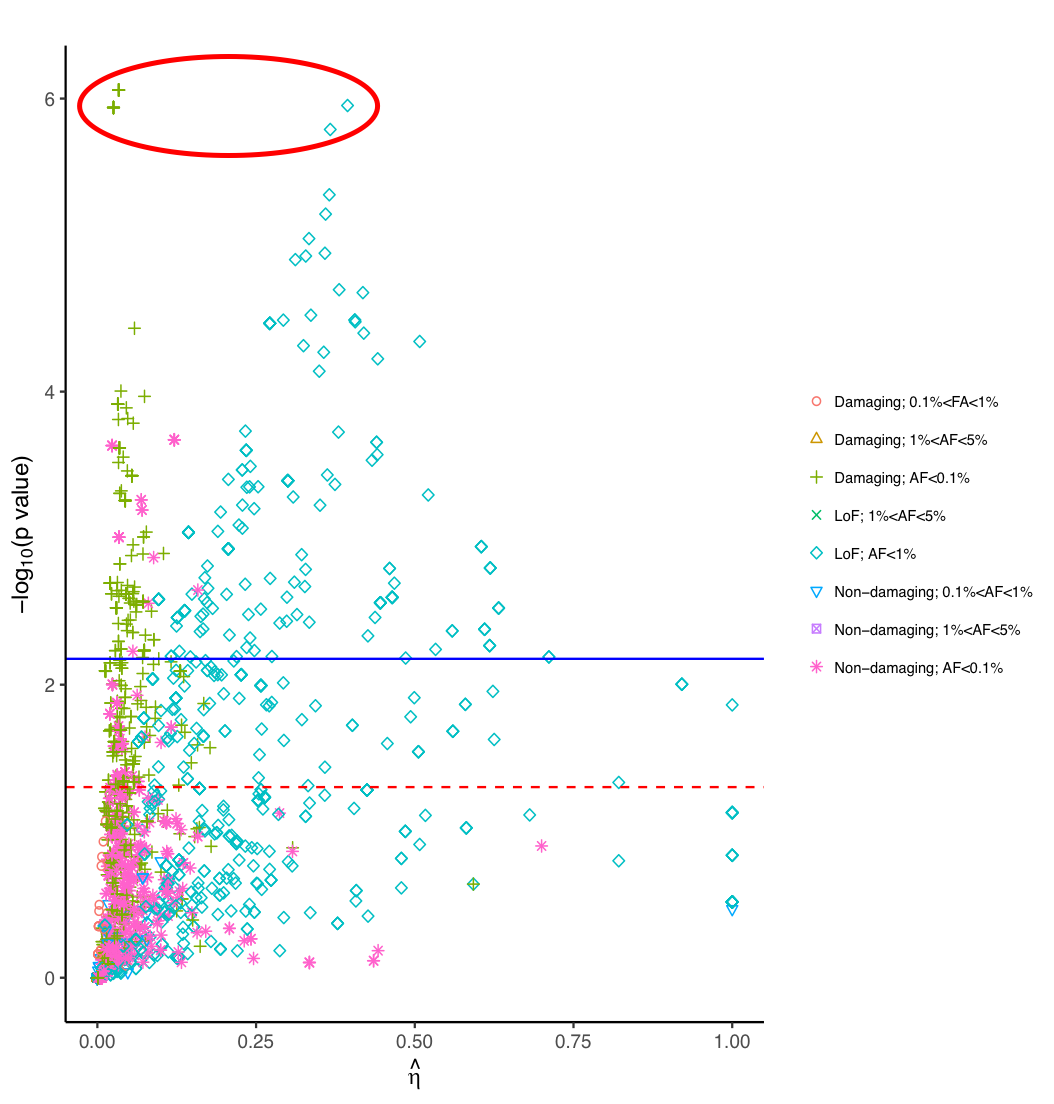 6
4
2
0
−log10(p value)
0.00 0.25 0.50 0.75 1.00
η̂
Damaging; 0.1%<FA<1%
Damaging; 1%<AF<5%
Damaging; AF<0.1%
LoF; 1%<AF<5%
LoF; AF<1%
Non−damaging; 0.1%<AF<1%
Non−damaging; 1%<AF<5%
Non−damaging; AF<0.1%